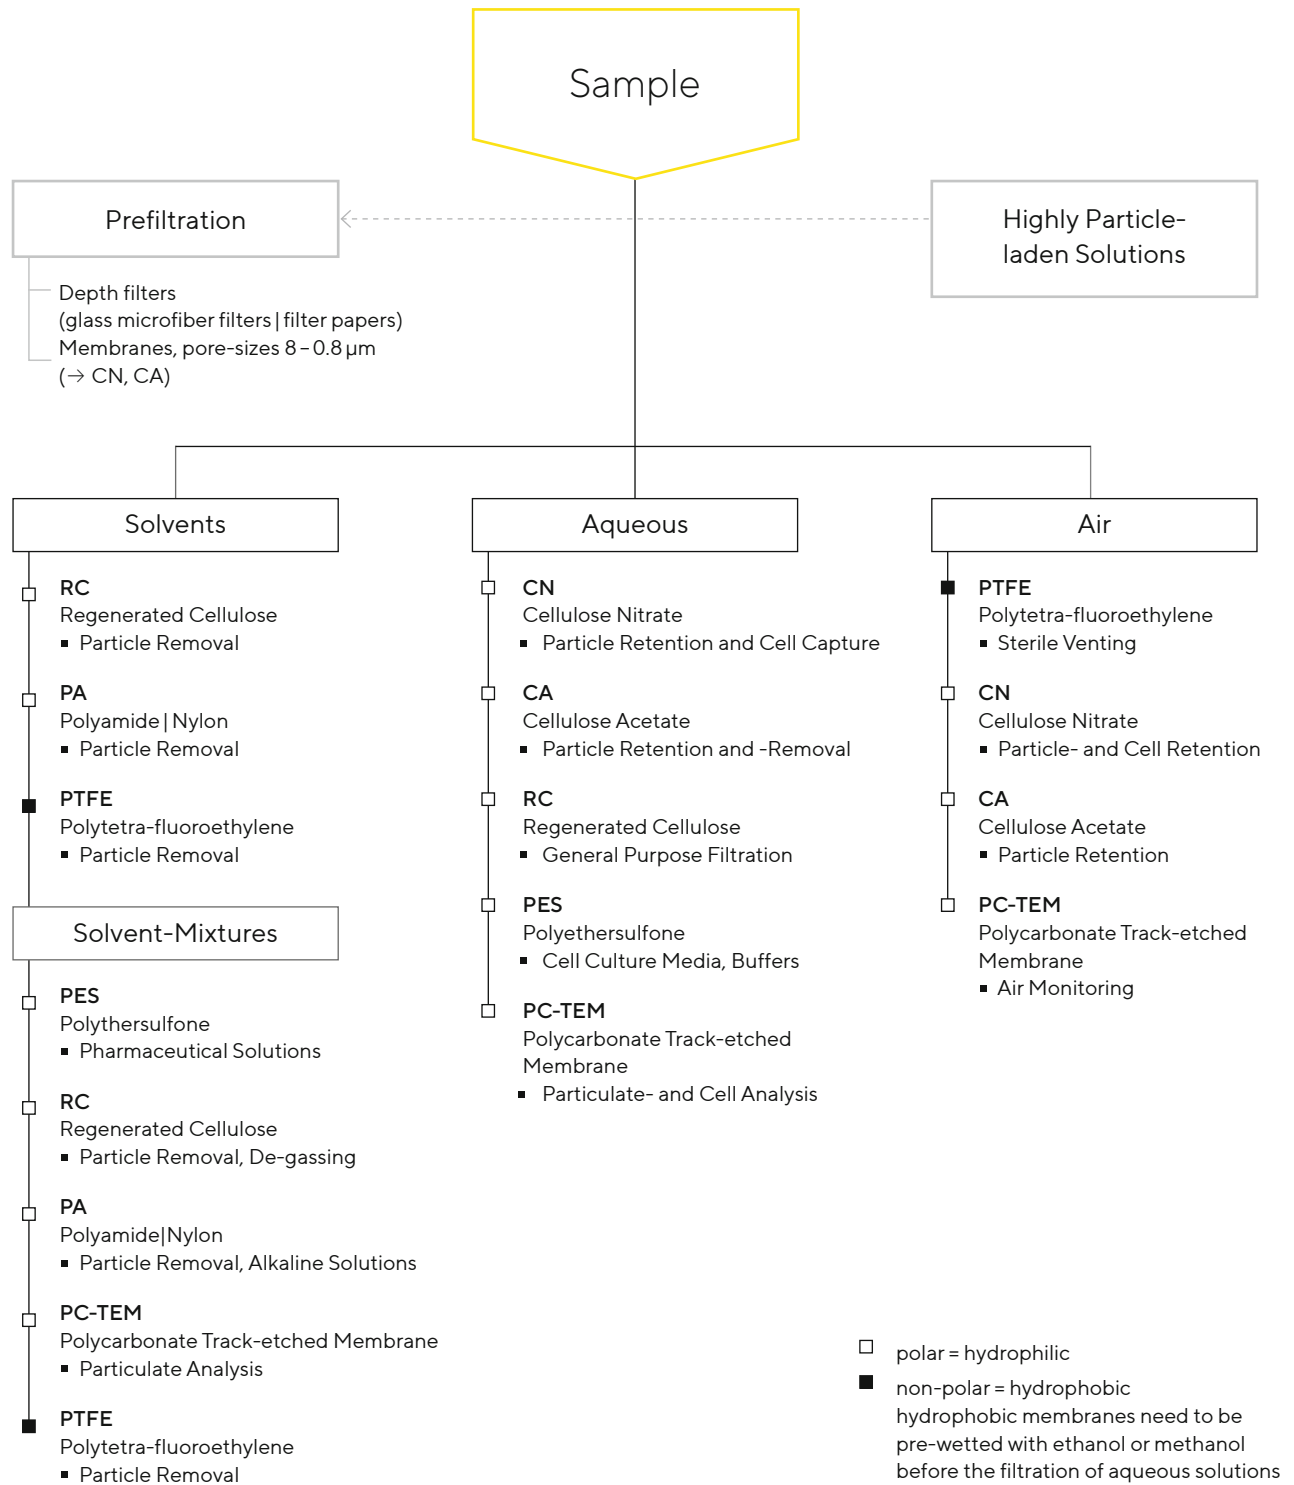 Sample
Prefiltration
Highly Particle-
laden Solutions
Depth filters
(glass microfiber filters | filter papers)
Membranes, pore-sizes 8 – 0.8 µm
(→ CN, CA)
Solvents
RC
Regenerated Cellulose
▪ Particle Removal
PA
Polyamide | Nylon
▪ Particle Removal
PTFE
Polytetra-fluoroethylene
▪ Particle Removal
Solvent-Mixtures
PES
Polythersulfone
▪ Pharmaceutical Solutions
RC
Regenerated Cellulose
▪ Particle Removal, De-gassing
PA
Polyamide|Nylon
▪ Particle Removal, Alkaline Solutions
PC-TEM
Polycarbonate Track-etched Membrane
▪ Particulate Analysis
PTFE
Polytetra-fluoroethylene
▪ Particle Removal
Aqueous
CN
Cellulose Nitrate
▪ Particle Retention and Cell Capture
CA
Cellulose Acetate
▪ Particle Retention and -Removal
RC
Regenerated Cellulose
▪ General Purpose Filtration
PES
Polyethersulfone
▪ Cell Culture Media, Buffers
PC-TEM
Polycarbonate Track-etched
Membrane
▪ Particulate- and Cell Analysis
Air
PTFE
Polytetra-fluoroethylene
▪ Sterile Venting
CN
Cellulose Nitrate
▪ Particle- and Cell Retention
CA
Cellulose Acetate
▪ Particle Retention
PC-TEM
Polycarbonate Track-etched
Membrane
▪ Air Monitoring
polar = hydrophilic
non-polar = hydrophobic
hydrophobic membranes need to be
pre-wetted with ethanol or methanol
before the filtration of aqueous solutions